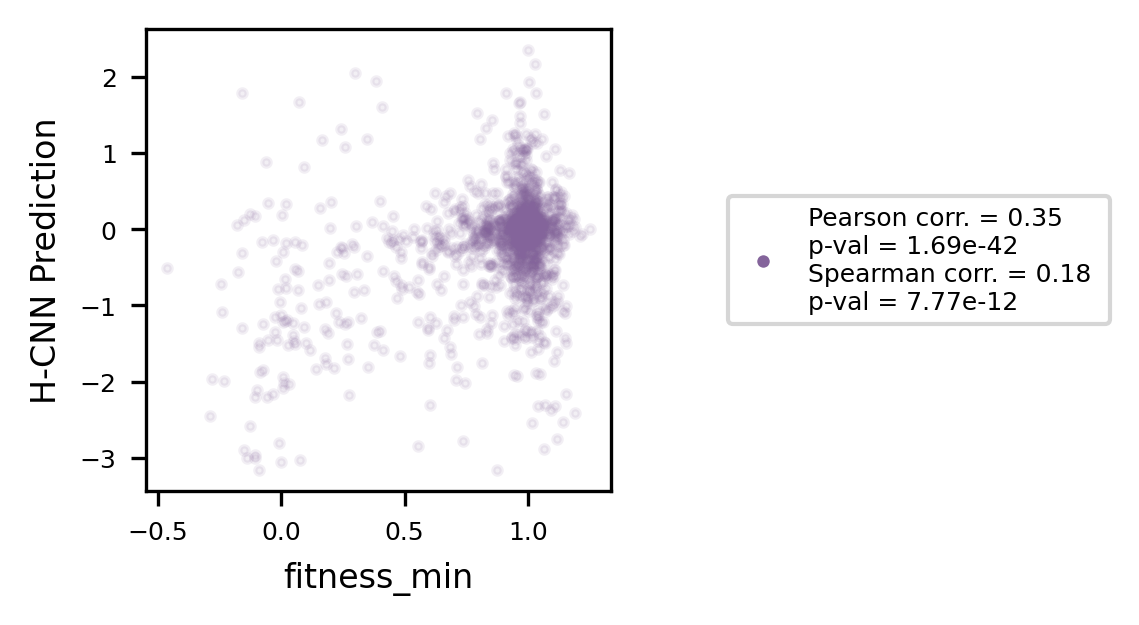 H-CNN Prediction
2
1
0
−1
−2
−3
−0.5
0.0
0.5
1.0
fitness_min
Pearson corr. = 0.35
p-val = 1.69e-42
Spearman corr. = 0.18
p-val = 7.77e-12